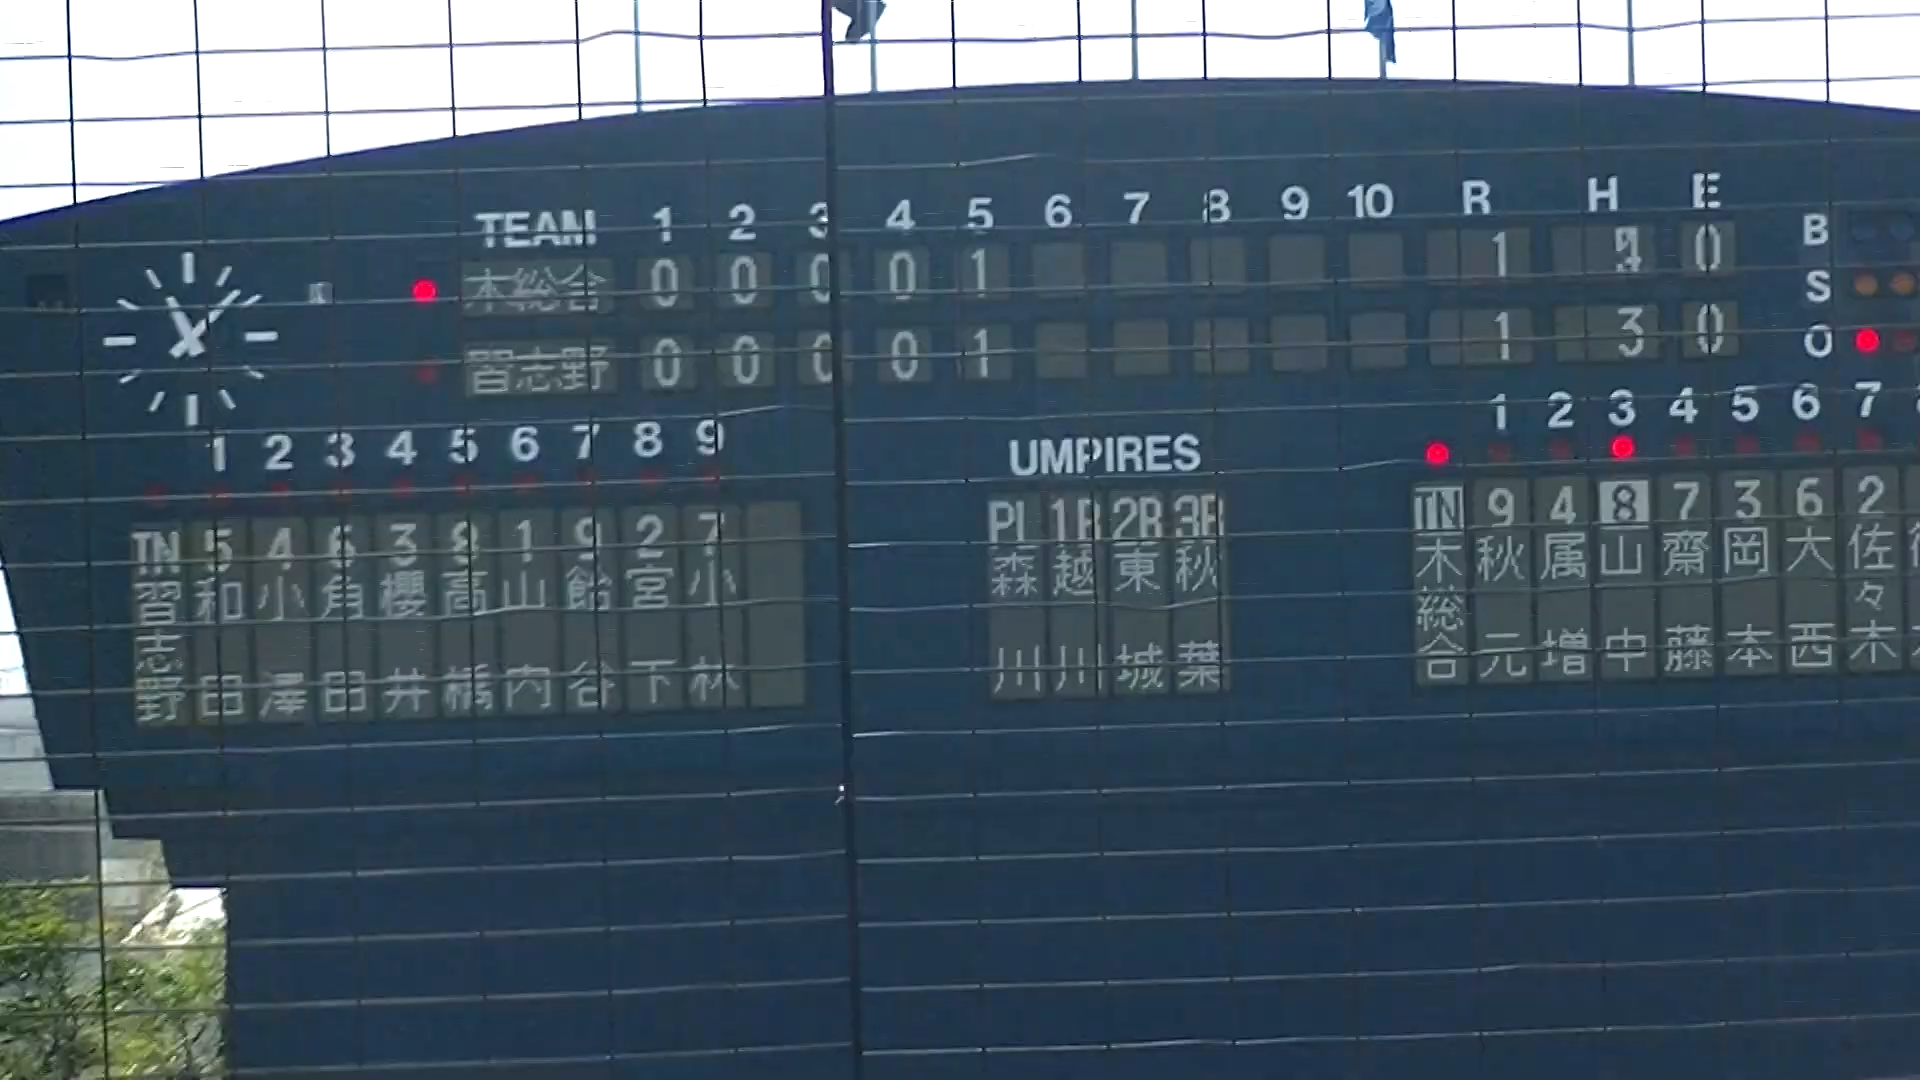 TEAM 1 2 3 4 5 6 7 8 9 10 R H E
木総合 0 0 0 0 1 1 0 B
S
習志野 0 0 0 0 1 1 3 0 O
1 2 3 4 5 6 7 8 9
UMPIRES
1 2 3 4 5 6 7
TN 5 4 6 3 8 1 9 2 7
習志野 和田 小澤 角田 櫻井 高橋 山内 飴谷 宮下 小林
PL 1B 2B 3B
森川 越川 東城 秋葉
TN 9 4 8 7 3 6 2
木総合 秋元 属増 山中 齋藤 岡本 大西 佐々木